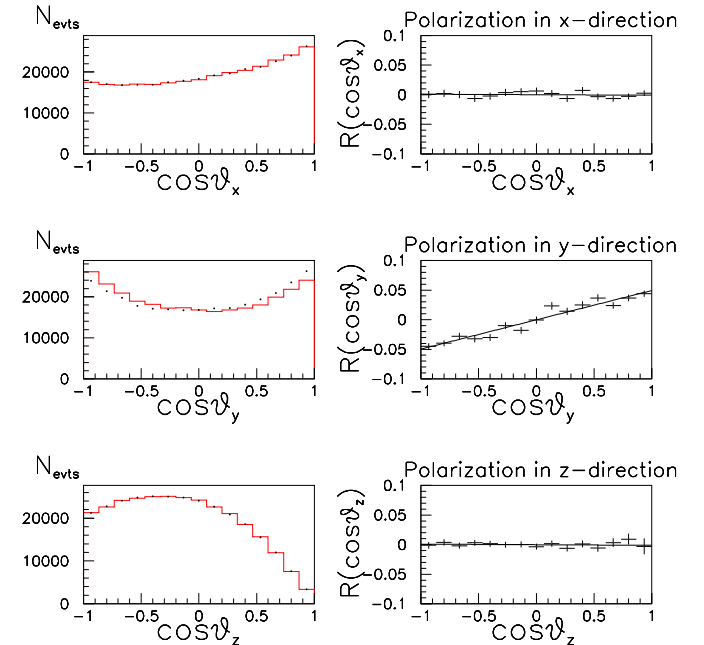 N_evts
20000
10000
0
-1 -0.5 0 0.5 1
COSϑ_x
Polarization in x-direction
R(cosϑ_x)
0.1
0.05
0
-0.05
-0.1
-1 -0.5 0 0.5 1
COSϑ_x
N_evts
20000
10000
0
-1 -0.5 0 0.5 1
COSϑ_y
Polarization in y-direction
R(cosϑ_y)
0.1
0.05
0
-0.05
-0.1
-1 -0.5 0 0.5 1
COSϑ_y
N_evts
20000
10000
0
-1 -0.5 0 0.5 1
COSϑ_z
Polarization in z-direction
R(cosϑ_z)
0.1
0.05
0
-0.05
-0.1
-1 -0.5 0 0.5 1
COSϑ_z